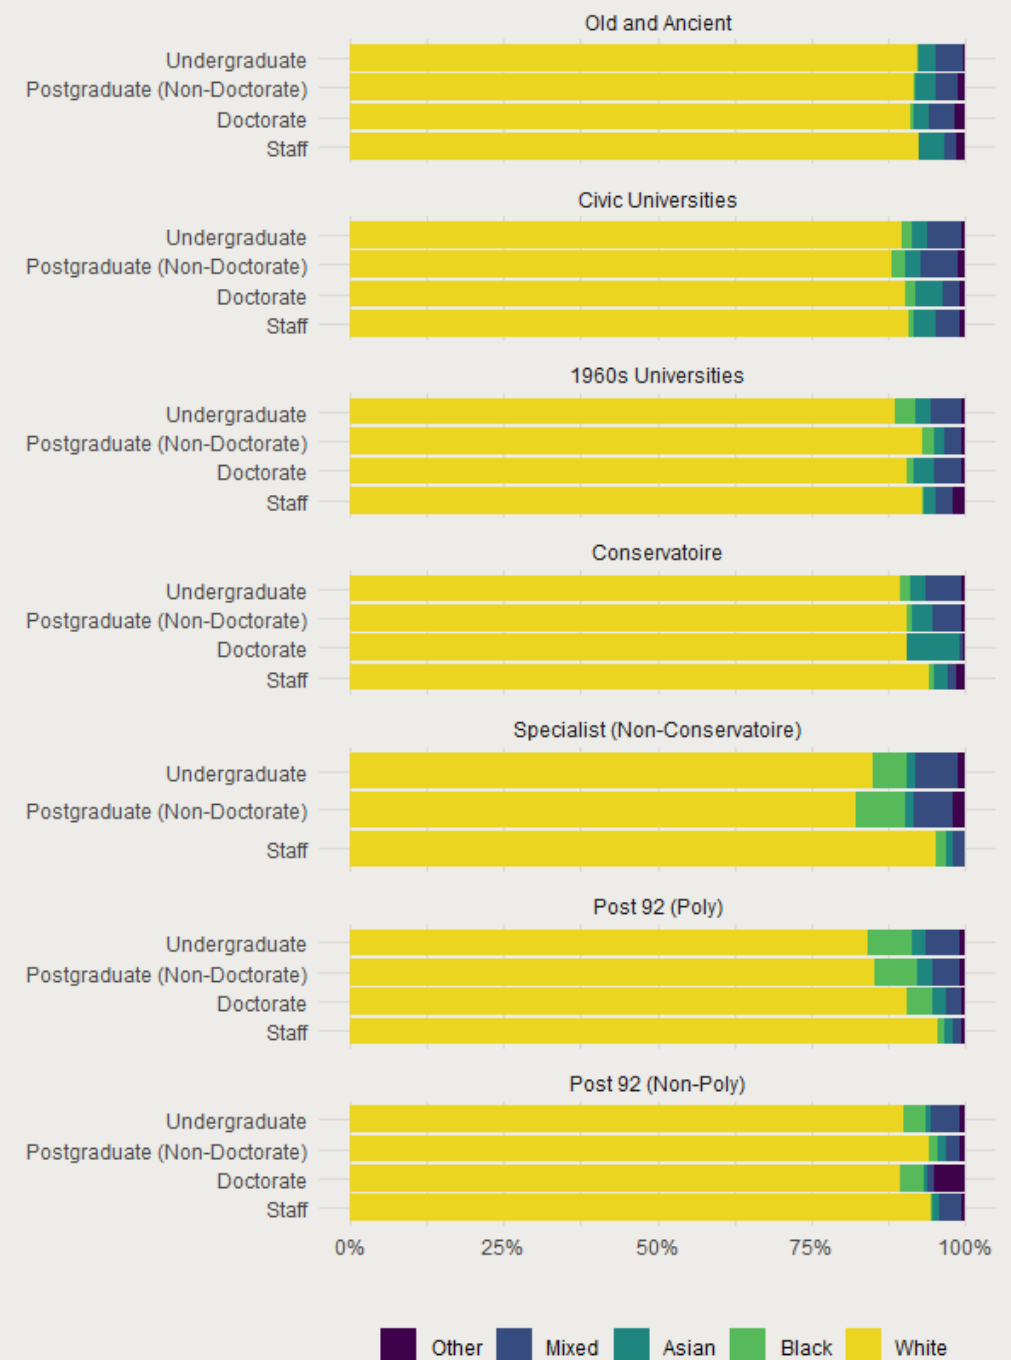 Old and Ancient
Undergraduate
Postgraduate (Non-Doctorate)
Doctorate
Staff
Civic Universities
Undergraduate
Postgraduate (Non-Doctorate)
Doctorate
Staff
1960s Universities
Undergraduate
Postgraduate (Non-Doctorate)
Doctorate
Staff
Conservatoire
Undergraduate
Postgraduate (Non-Doctorate)
Doctorate
Staff
Specialist (Non-Conservatoire)
Undergraduate
Postgraduate (Non-Doctorate)
Staff
Post 92 (Poly)
Undergraduate
Postgraduate (Non-Doctorate)
Doctorate
Staff
Post 92 (Non-Poly)
Undergraduate
Postgraduate (Non-Doctorate)
Doctorate
Staff
0% 25% 50% 75% 100%
Other Mixed Asian Black White